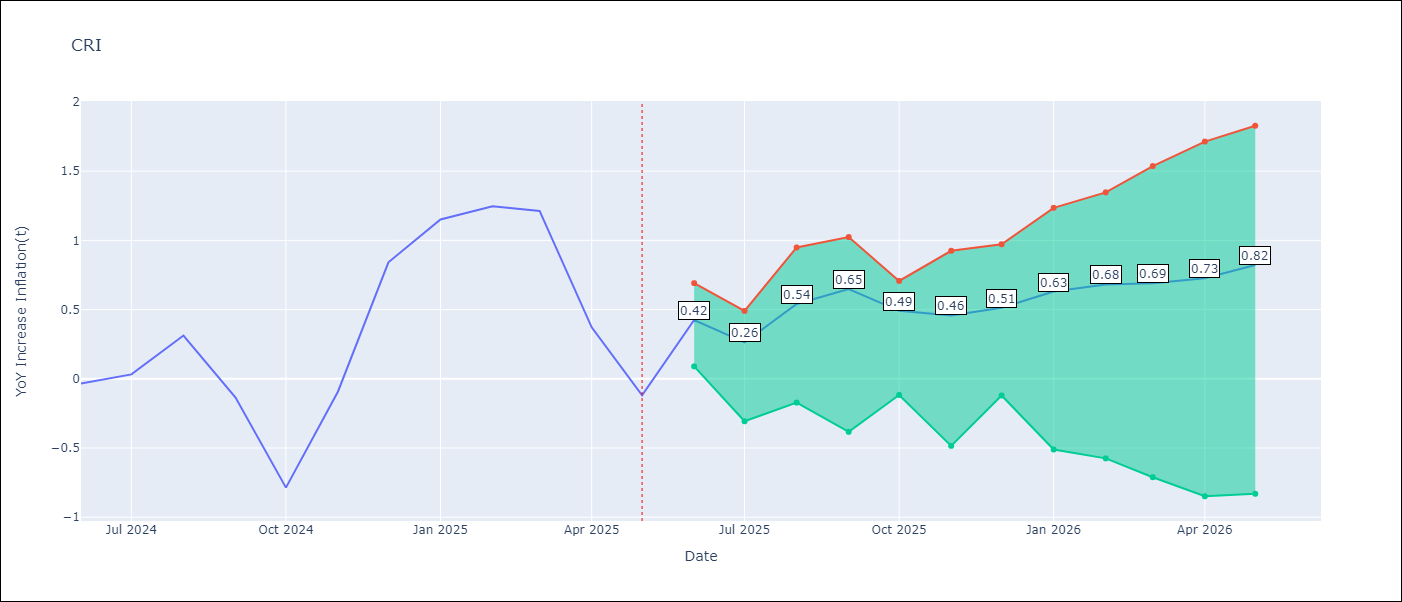 CRI
YoY Increase Inflation(t)
2
1.5
1
0.5
0
−0.5
−1
0.42
0.26
0.54
0.65
0.49
0.46
0.51
0.63
0.68
0.69
0.73
0.82
Jul 2024
Oct 2024
Jan 2025
Apr 2025
Jul 2025
Oct 2025
Jan 2026
Apr 2026
Date